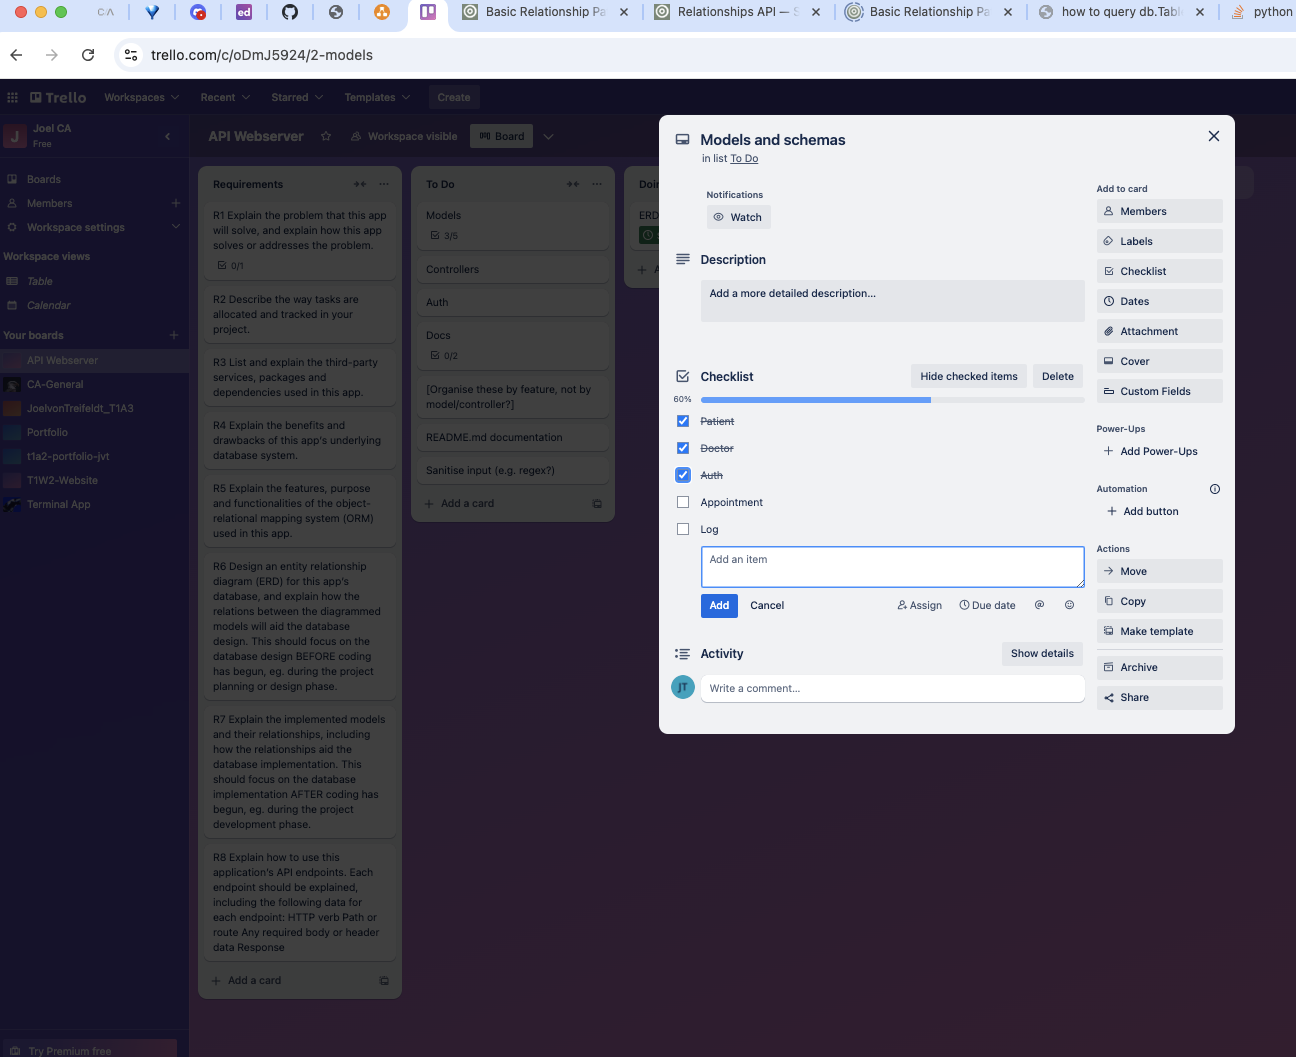 Basic Relationship Pa
Relationships API — S
Basic Relationship Pa
how to query db.Tabl
python
trello.com/c/oDmJ5924/2-models
Trello
Workspaces
Recent
Starred
Templates
Create
J
Joel CA
Free
API Webserver
Workspace visible
Board
Boards
Members
Workspace settings
Workspace views
Table
Calendar
Your boards
API Webserver
CA-General
JoelvonTreifeldt_T1A3
Portfolio
t1a2-portfolio-jvt
T1W2-Website
Terminal App
Try Premium free
Requirements
R1 Explain the problem that this app
will solve, and explain how this app
solves or addresses the problem.
0/1
R2 Describe the way tasks are
allocated and tracked in your
project.
R3 List and explain the third-party
services, packages and
dependencies used in this app.
R4 Explain the benefits and
drawbacks of this app's underlying
database system.
R5 Explain the features, purpose
and functionalities of the object-
relational mapping system (ORM)
used in this app.
R6 Design an entity relationship
diagram (ERD) for this app's
database, and explain how the
relations between the diagrammed
models will aid the database
design. This should focus on the
database design BEFORE coding
has begun, eg. during the project
planning or design phase.
R7 Explain the implemented models
and their relationships, including
how the relationships aid the
database implementation. This
should focus on the database
implementation AFTER coding has
begun, eg. during the project
development phase.
R8 Explain how to use this
application's API endpoints. Each
endpoint should be explained,
including the following data for
each endpoint: HTTP verb Path or
route Any required body or header
data Response
Add a card
To Do
Models
3/5
Controllers
Auth
Docs
0/2
[Organise these by feature, not by
model/controller?]
README.md documentation
Sanitise input (e.g. regex?)
Add a card
Doin
ERD
A
Models and schemas
in list To Do
Notifications
Watch
Description
Add a more detailed description...
Checklist
Hide checked items
Delete
60%
Patient
Doctor
Auth
Appointment
Log
Add an item
Add
Cancel
Assign
Due date
@
Activity
Show details
JT
Write a comment...
Add to card
Members
Labels
Checklist
Dates
Attachment
Cover
Custom Fields
Power-Ups
Add Power-Ups
Automation
Add button
Actions
Move
Copy
Make template
Archive
Share